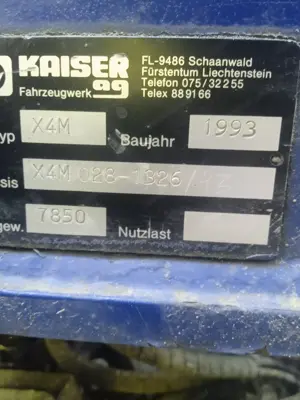 KAISER
Fahrzeugwerk ag
FL-9486 Schaanwald
Fürstentum Liechtenstein
Telefon 075/32255
Telex 889166
yp X4M Baujahr 1993
sis X4M 028-1326/
gew. 7850 Nutzlast